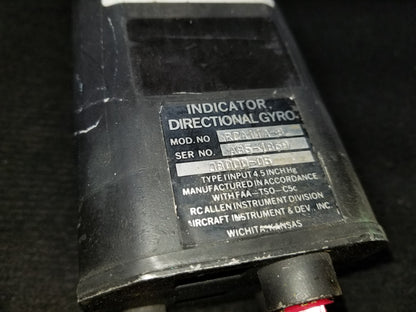 INDICATOR.
DIRECTIONAL GYRO
MOD. NO
SER NO.
TYPE I INPUT 4.5 INCH Hg
MANUFACTURED IN ACCORDANCE
WITH FAA-TSO-C5c
RC ALLEN INSTRUMENT DIVISION
AIRCRAFT INSTRUMENT & DEV. INC.
WICHITA, KANSAS